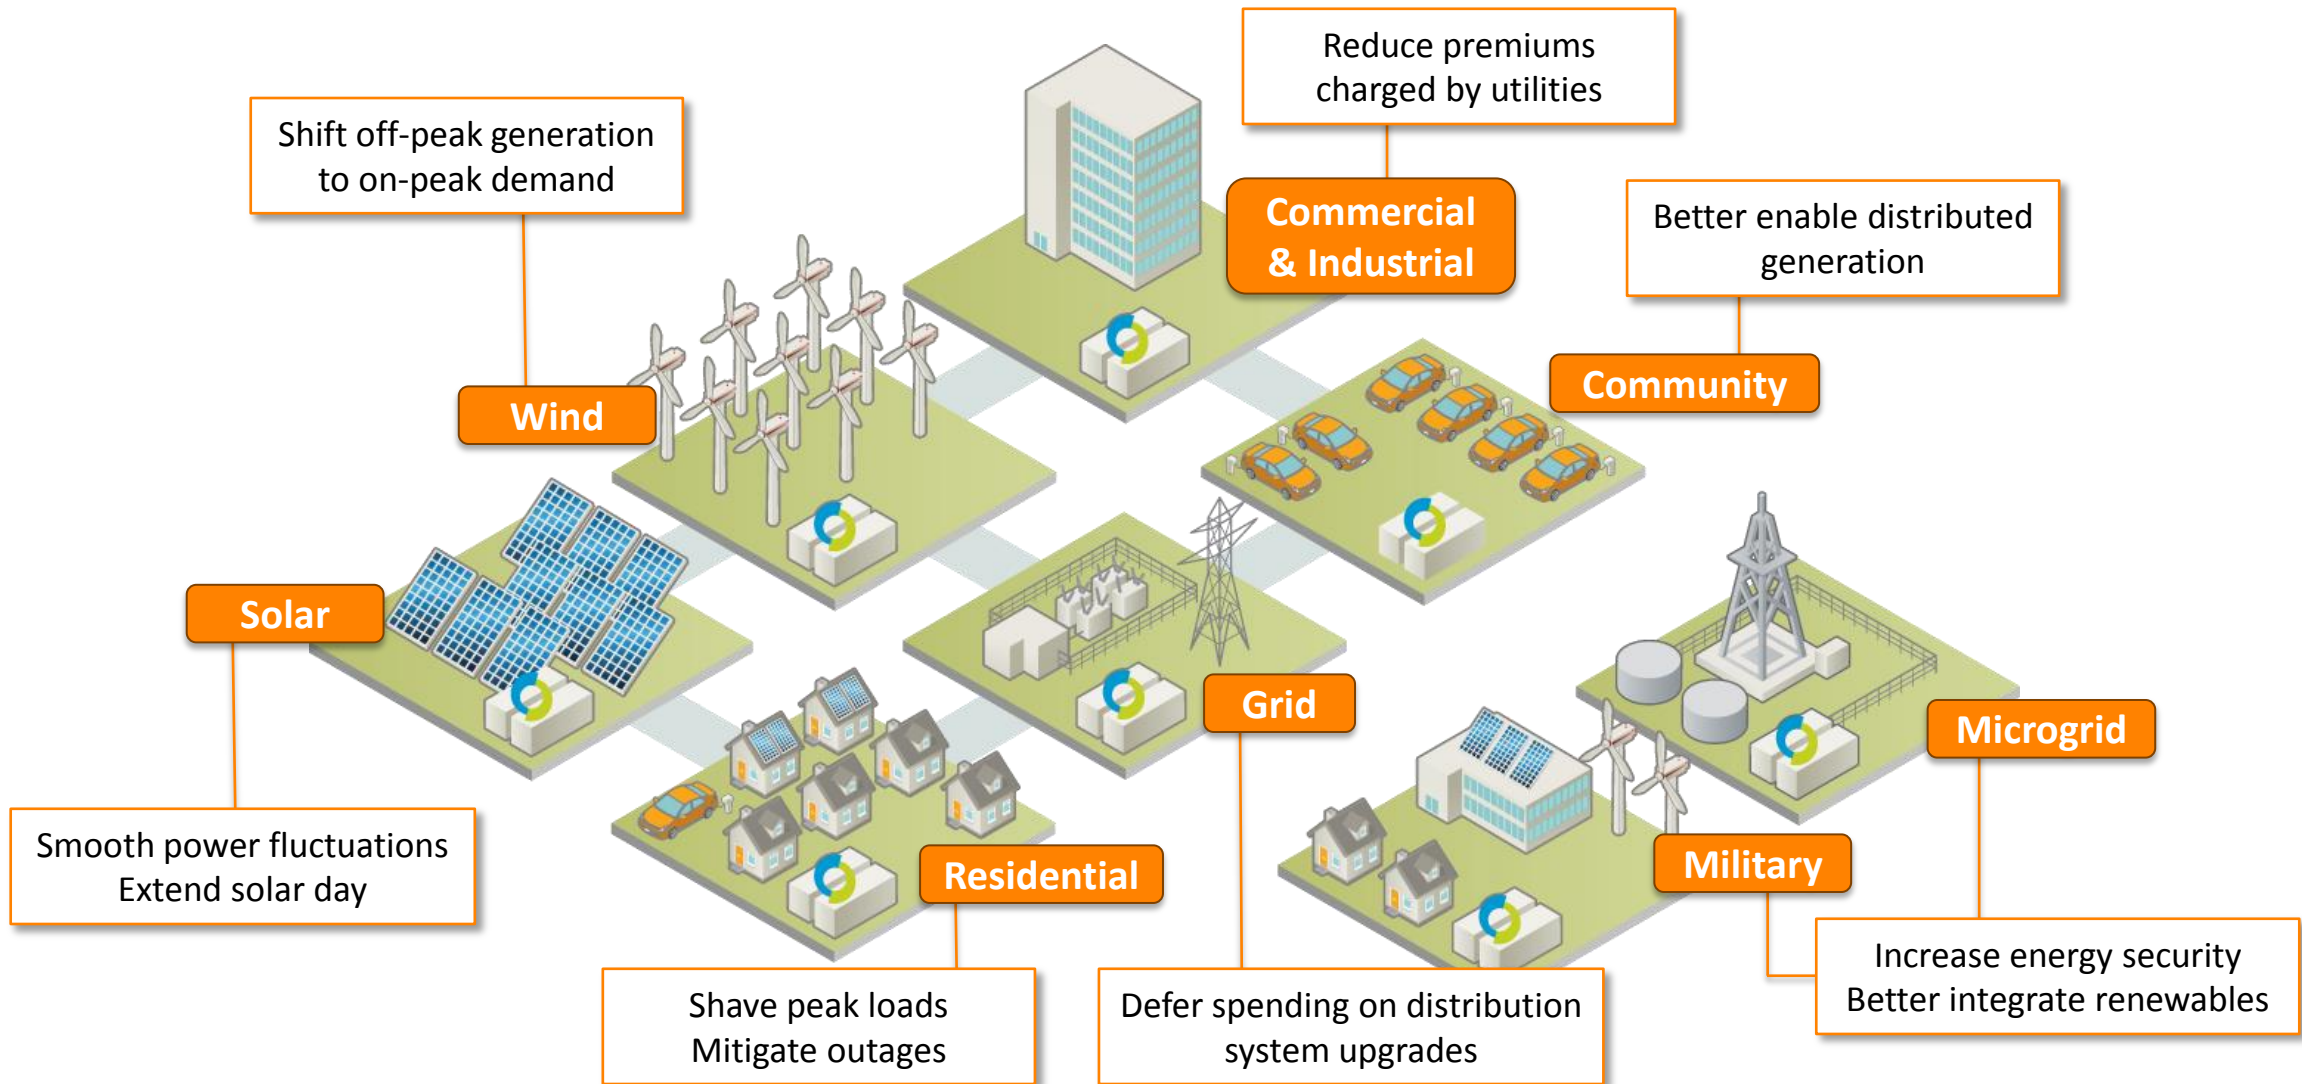 Reduce premiums
charged by utilities
Shift off-peak generation
to on-peak demand
Commercial
& Industrial
Better enable distributed
generation
Community
Wind
Solar
Grid
Microgrid
Smooth power fluctuations
Extend solar day
Residential
Military
Increase energy security
Better integrate renewables
Shave peak loads
Mitigate outages
Defer spending on distribution
system upgrades